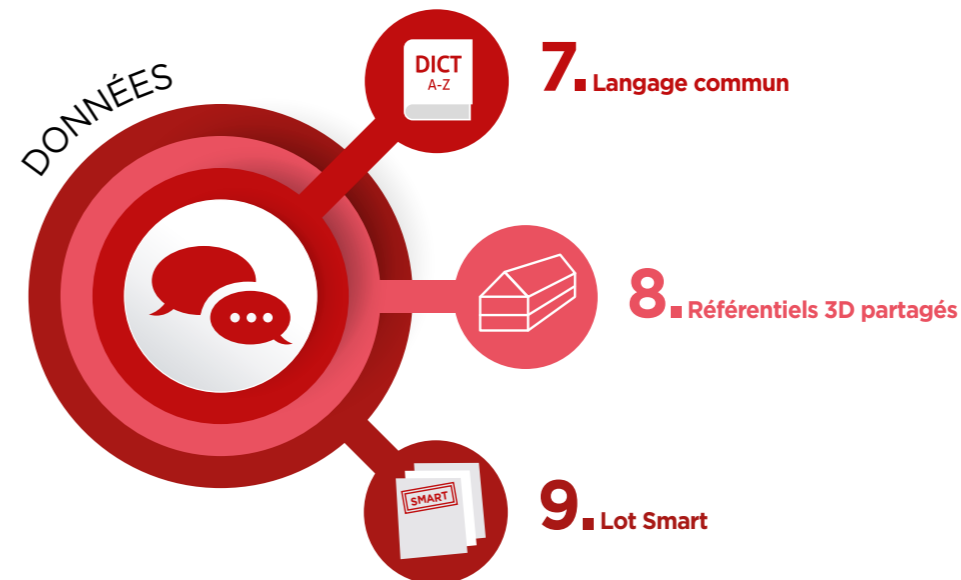 DONNÉES
DICT
A-Z
7. Langage commun
8. Référentiels 3D partagés
SMART
9. Lot Smart